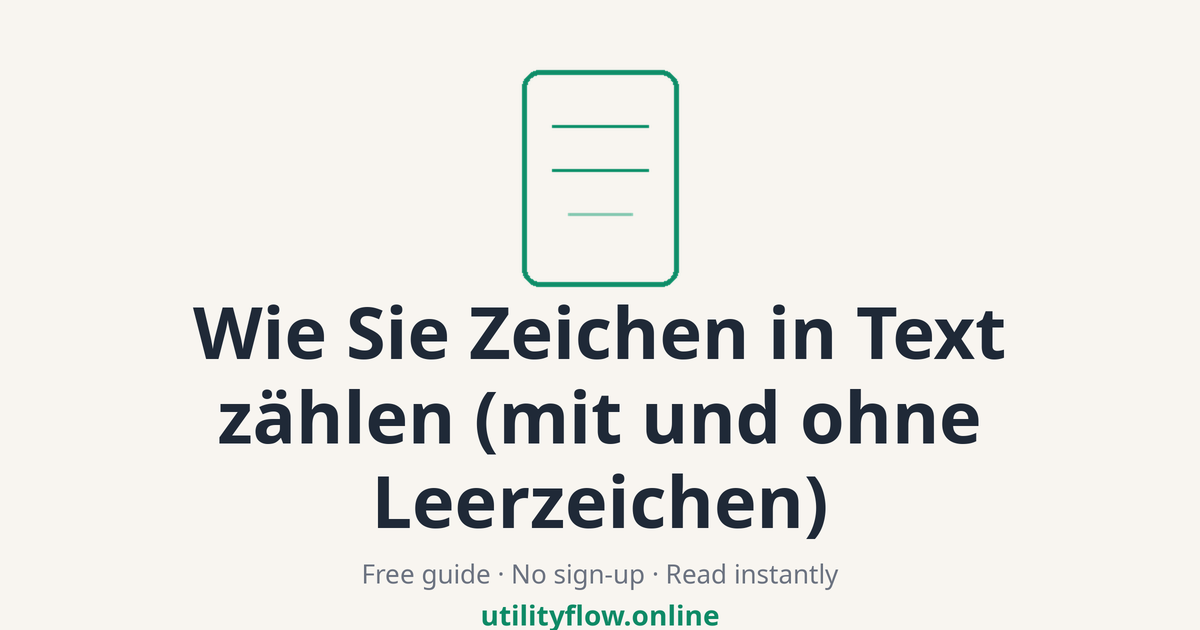 Wie Sie Zeichen in Text
zählen (mit und ohne
Leerzeichen)
Free guide · No sign-up · Read instantly
utilityflow.online